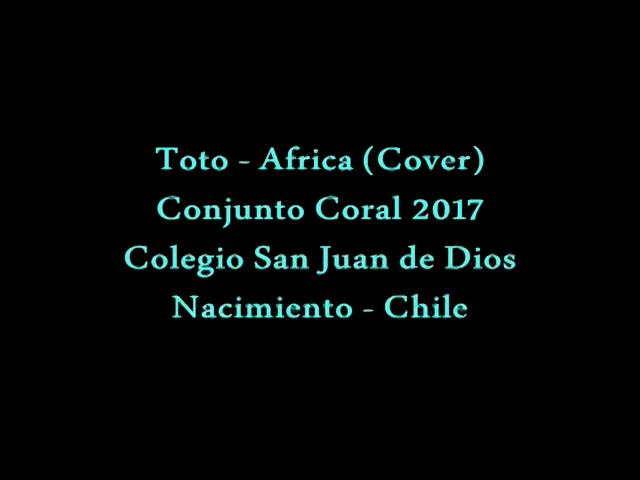 Toto - Africa (Cover)
Conjunto Coral 2017
Colegio San Juan de Dios
Nacimiento - Chile